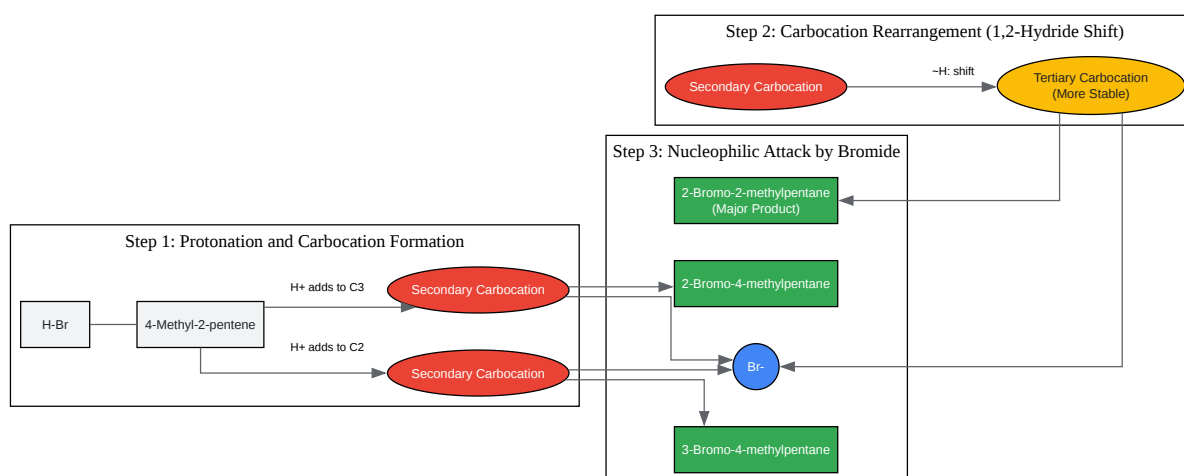 Step 2: Carbocation Rearrangement (1,2-Hydride Shift)
Secondary Carbocation
~H: shift
Tertiary Carbocation
(More Stable)
Step 3: Nucleophilic Attack by Bromide
2-Bromo-2-methylpentane
(Major Product)
2-Bromo-4-methylpentane
Br-
3-Bromo-4-methylpentane
Step 1: Protonation and Carbocation Formation
H-Br
4-Methyl-2-pentene
H+ adds to C3
Secondary Carbocation
H+ adds to C2
Secondary Carbocation